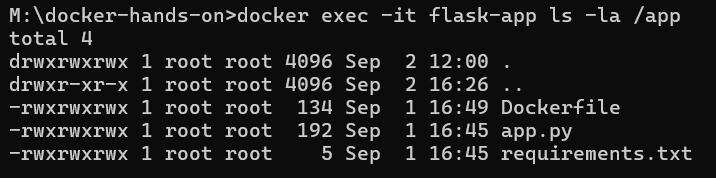 M:\docker-hands-on>docker exec -it flask-app ls -la /app
total 4
drwxrwxrwx 1 root root 4096 Sep  2 12:00 .
drwxr-xr-x 1 root root 4096 Sep  2 16:26 ..
-rwxrwxrwx 1 root root  134 Sep  1 16:49 Dockerfile
-rwxrwxrwx 1 root root  192 Sep  1 16:45 app.py
-rwxrwxrwx 1 root root    5 Sep  1 16:45 requirements.txt